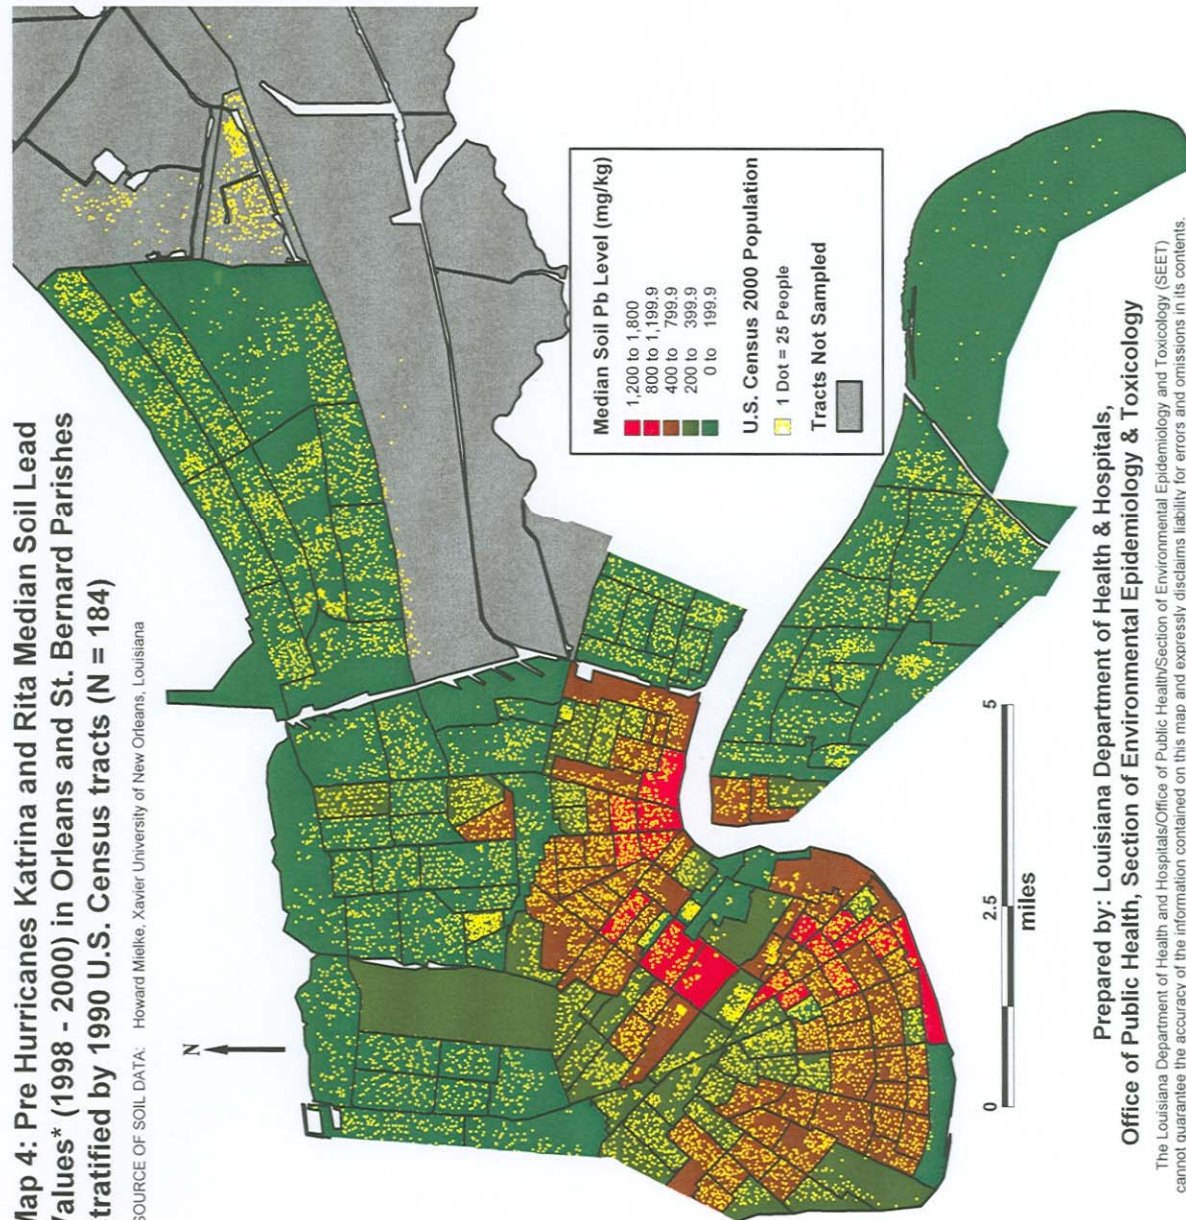 Map 4: Pre Hurricanes Katrina and Rita Median Soil Lead
Values* (1998 - 2000) in Orleans and St. Bernard Parishes
stratified by 1990 U.S. Census tracts (N = 184)
SOURCE OF SOIL DATA: Howard Mielke, Xavier University of New Orleans, Louisiana
N
Median Soil Pb Level (mg/kg)
1,200 to 1,800
800 to 1,199.9
400 to 799.9
200 to 399.9
0 to 199.9
U.S. Census 2000 Population
1 Dot = 25 People
Tracts Not Sampled
0 2.5 5
miles
Prepared by: Louisiana Department of Health & Hospitals,
Office of Public Health, Section of Environmental Epidemiology & Toxicology
The Louisiana Department of Health and Hospitals/Office of Public Health/Section of Environmental Epidemiology and Toxicology (SEET)
cannot guarantee the accuracy of the information contained on this map and expressly disclaims liability for errors and omissions in its contents.